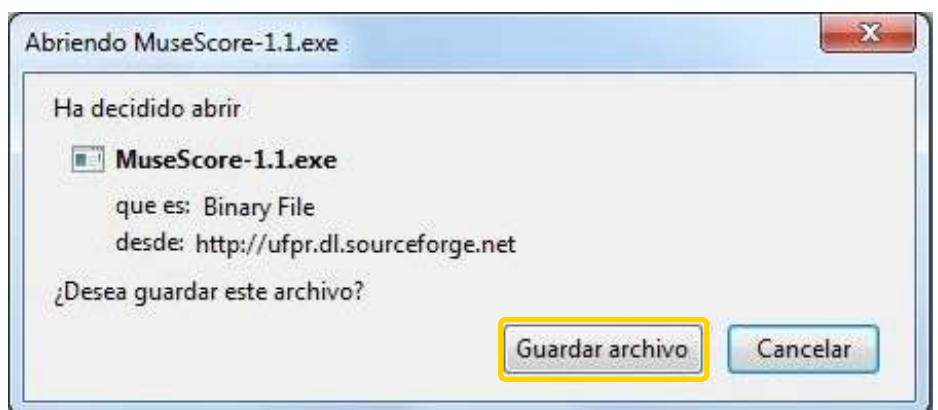 Abriendo MuseScore-1.1.exe
Ha decidido abrir
MuseScore-1.1.exe
que es: Binary File
desde: http://ufpr.dl.sourceforge.net
¿Desea guardar este archivo?
Guardar archivo Cancelar